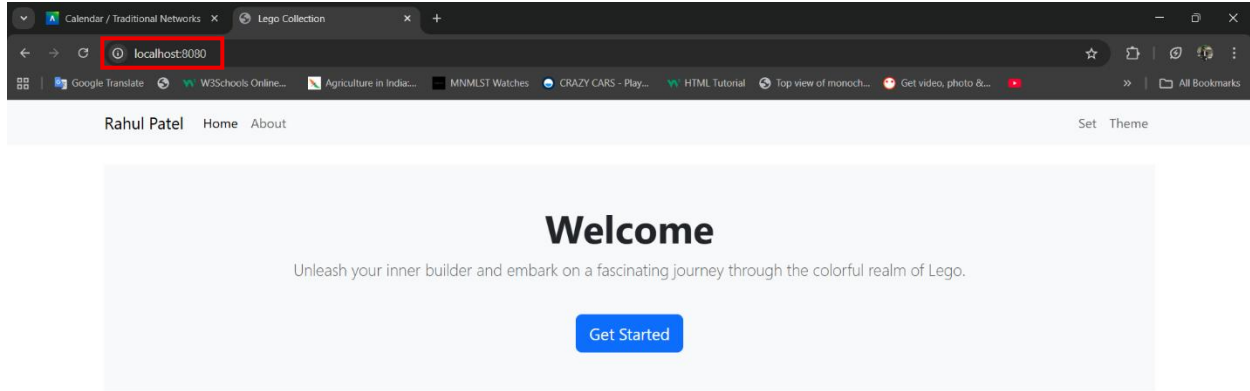 Calendar / Traditional Networks
Lego Collection
localhost:8080
Google Translate W3Schools Online... Agriculture in India:... MNMLST Watches CRAZY CARS - Play... HTML Tutorial Top view of monoch... Get video, photo &... » All Bookmarks
Rahul Patel Home About Set Theme
Welcome
Unleash your inner builder and embark on a fascinating journey through the colorful realm of Lego.
Get Started